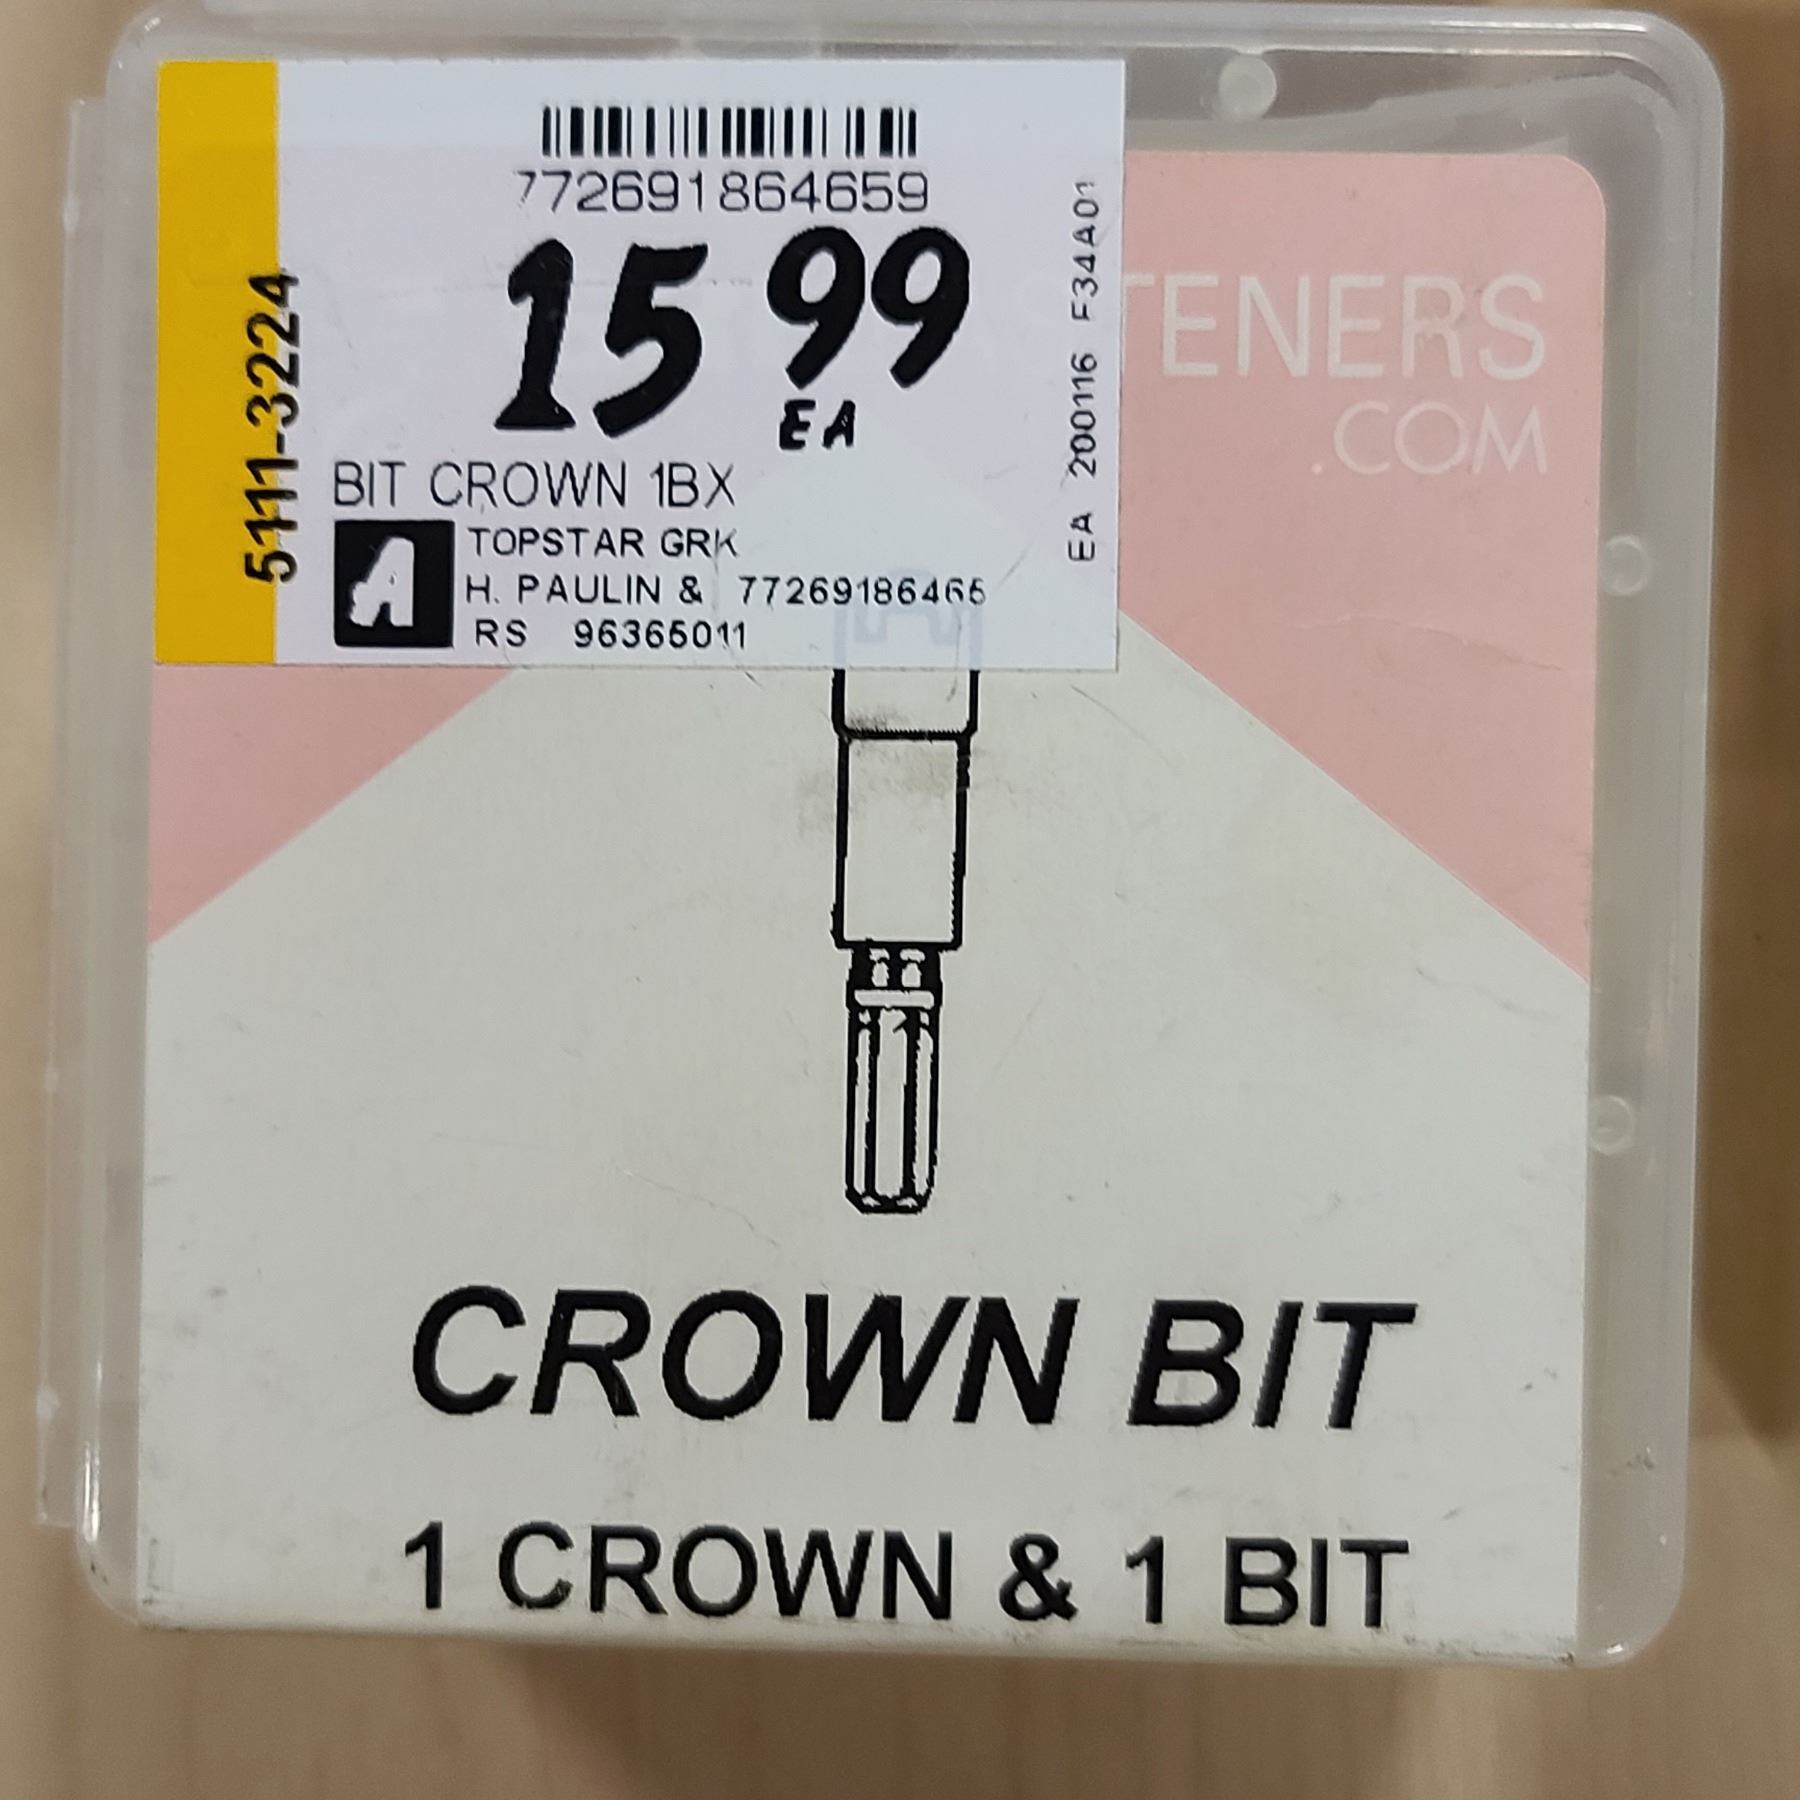 772691864659
15 99
EA
5111-3224
BIT CROWN 1BX
A
TOPSTAR GRK
H. PAULIN & 77269186465
RS 96365011
EA 200116 F34A01
TENERS
.COM
CROWN BIT
1 CROWN & 1 BIT